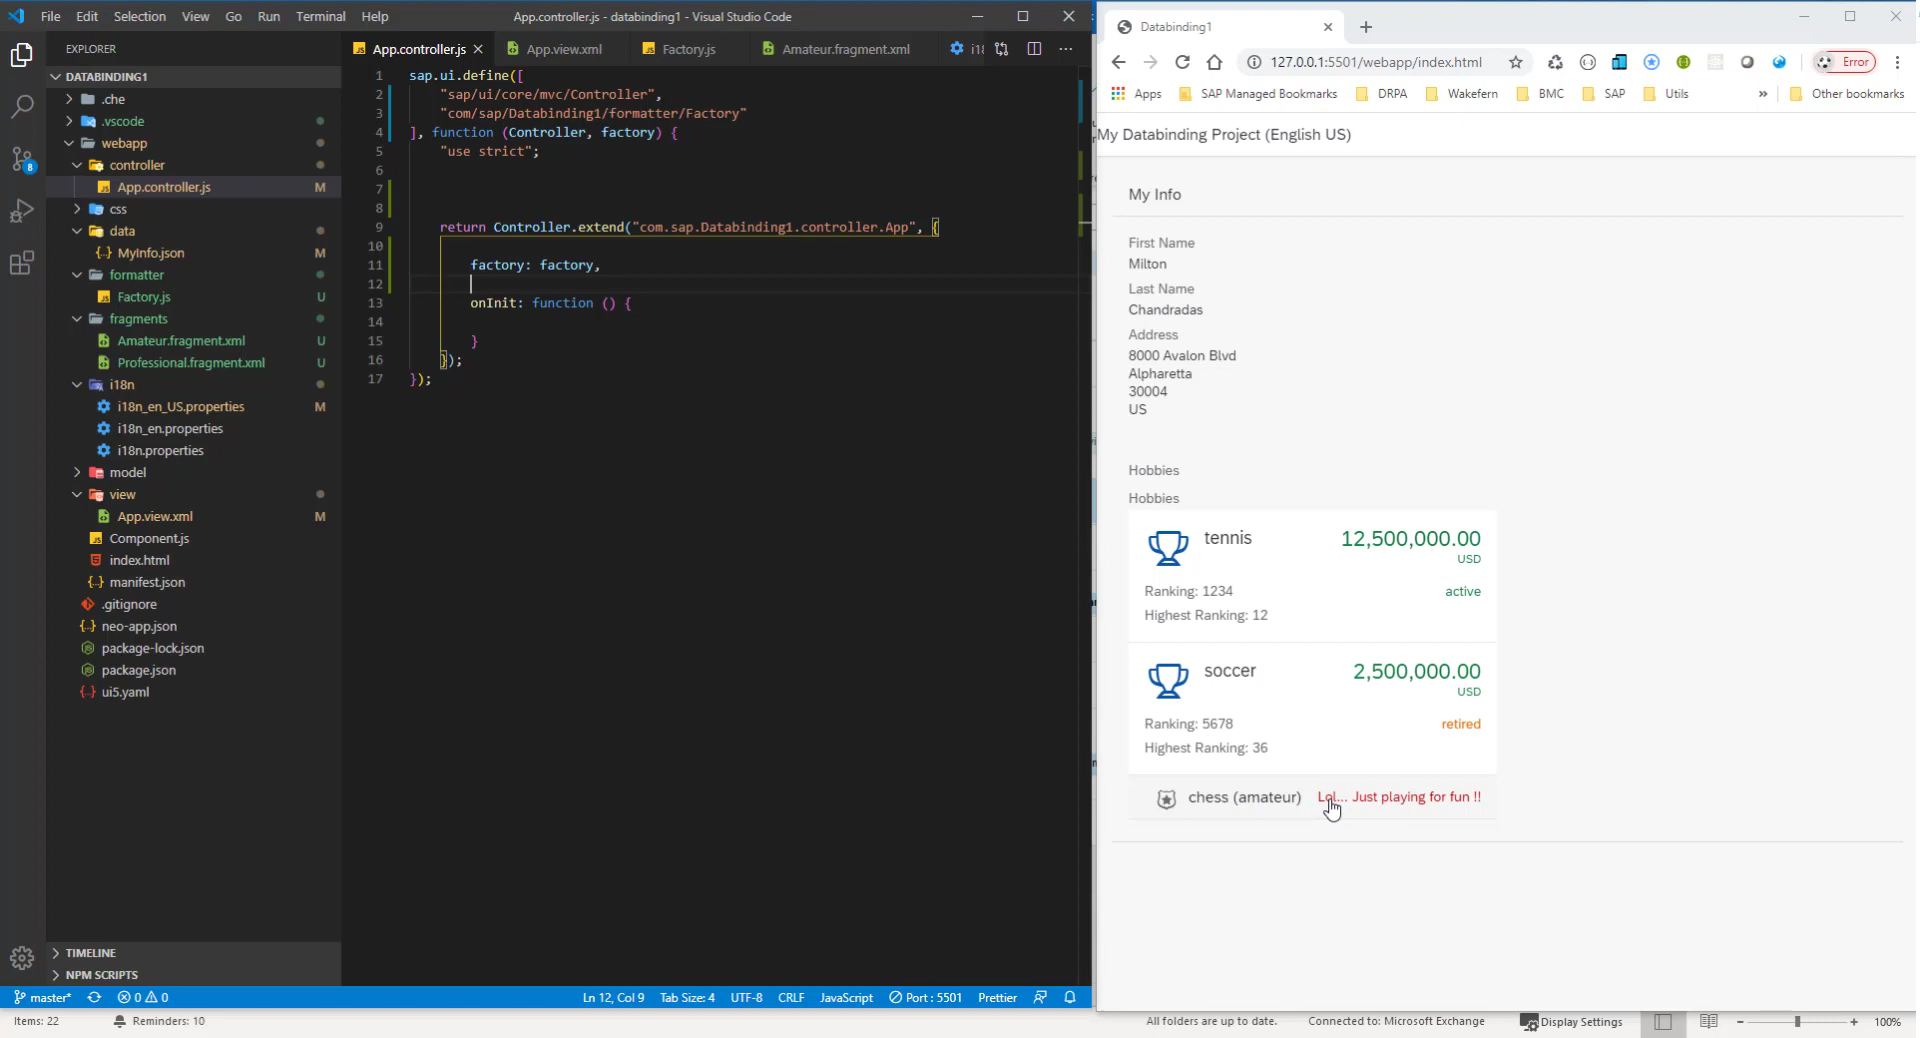 File Edit Selection View Go Run Terminal Help
App.controller.js - databinding1 - Visual Studio Code
EXPLORER
DATABINDING1
.che
.vscode
webapp
controller
App.controller.js M
css
data
MyInfo.json
formatter
Factory.js U
fragments
Amateur.fragment.xml U
Professional.fragment.xml U
i18n
i18n_en_US.properties M
i18n_en.properties
i18n.properties
model
view
App.view.xml M
Component.js
index.html
manifest.json
.gitignore
neo-app.json
package-lock.json
package.json
ui5.yaml
TIMELINE
NPM SCRIPTS
8
App.controller.js App.view.xml Factory.js Amateur.fragment.xml
1 sap.ui.define([
2 "sap/ui/core/mvc/Controller",
3 "com/sap/Databinding1/formatter/Factory"
4 ], function (Controller, factory) {
5 "use strict";
6
7
8
9 return Controller.extend("com.sap.Databinding1.controller.App", {
10
11 factory: factory,
12
13 onInit: function () {
14
15 }
16 });
17 });
master* 0 0 Ln 12, Col 9 Tab Size: 4 UTF-8 CRLF JavaScript Port : 5501 Prettier
Databinding1
127.0.0.1:5501/webapp/index.html Error
Apps SAP Managed Bookmarks DRPA Wakefern BMC SAP Utils » Other bookmarks
My Databinding Project (English US)
My Info
First Name
Milton
Last Name
Chandradas
Address
8000 Avalon Blvd
Alpharetta
30004
US
Hobbies
Hobbies
tennis 12,500,000.00
USD
Ranking: 1234 active
Highest Ranking: 12
soccer 2,500,000.00
USD
Ranking: 5678 retired
Highest Ranking: 36
chess (amateur) Lol... Just playing for fun !!
Items: 22 Reminders: 10 All folders are up to date. Connected to: Microsoft Exchange Display Settings 100%